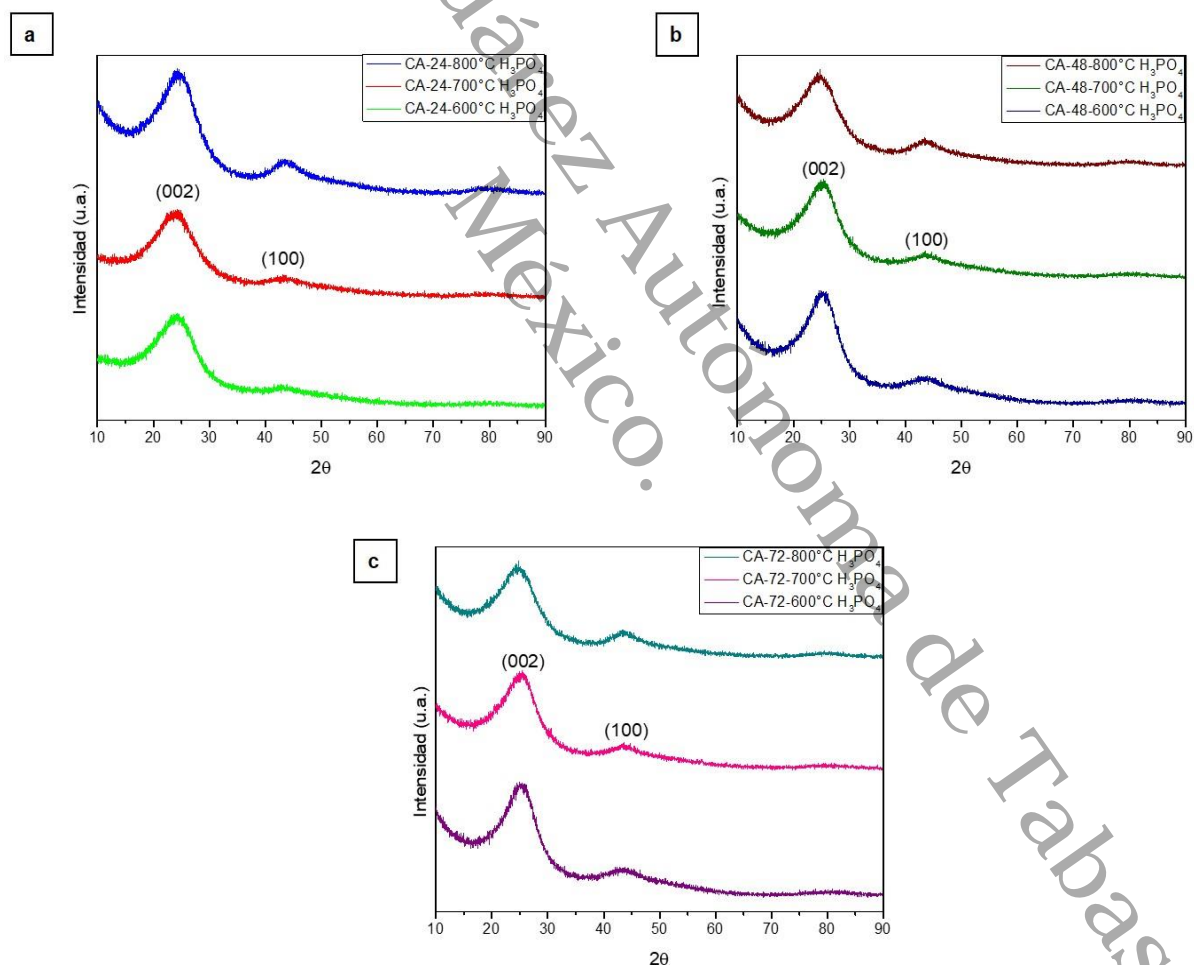 a
CA-24-800°C H₃PO₄
CA-24-700°C H₃PO₄
CA-24-600°C H₃PO₄
(002)
(100)
Intensidad (u.a.)
10 20 30 40 50 60 70 80 90
2θ
b
CA-48-800°C H₃PO₄
CA-48-700°C H₃PO₄
CA-48-600°C H₃PO₄
(002)
(100)
Intensidad (u.a.)
10 20 30 40 50 60 70 80 90
2θ
c
CA-72-800°C H₃PO₄
CA-72-700°C H₃PO₄
CA-72-600°C H₃PO₄
(002)
(100)
Intensidad (u.a.)
10 20 30 40 50 60 70 80 90
2θ
Autónoma de
México.